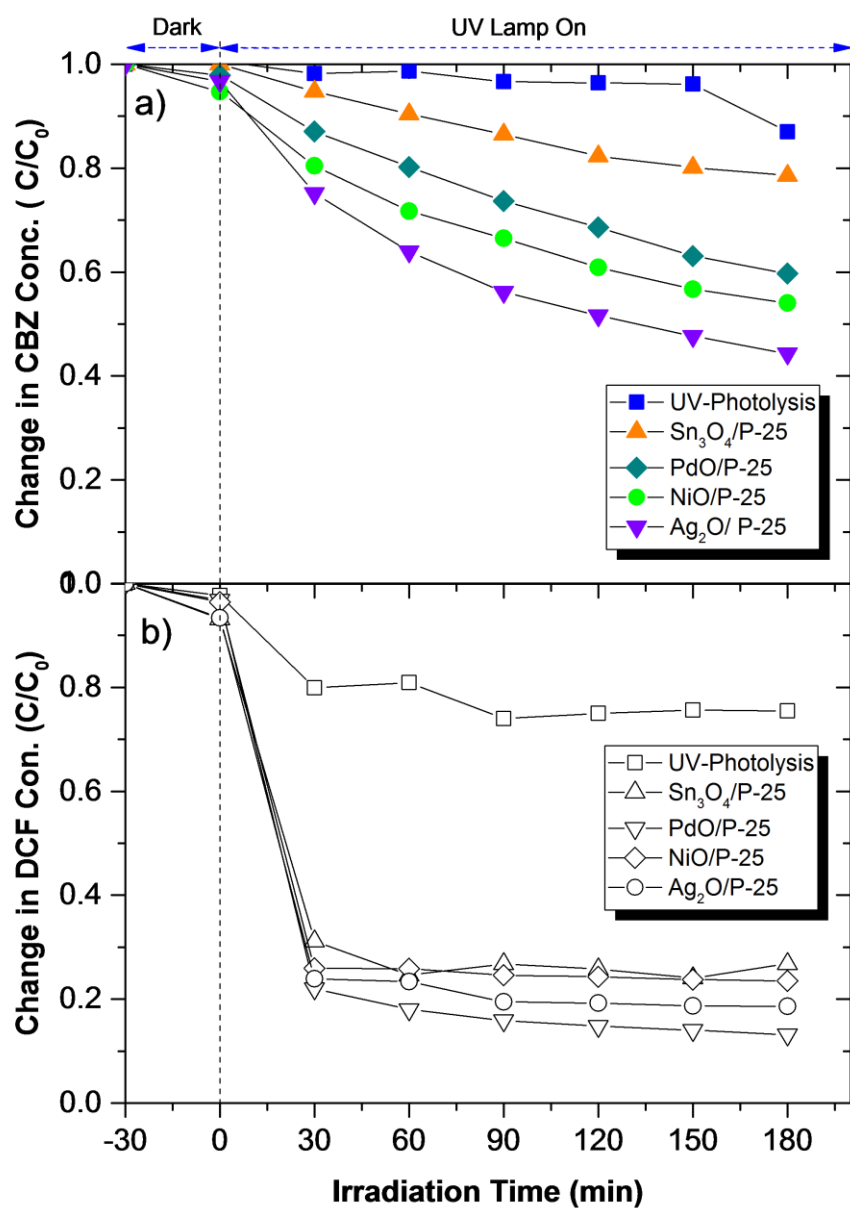 Dark UV Lamp On
a)
Change in CBZ Conc. ( C/C₀)
1.0
0.8
0.6
0.4
0.2
0.0
UV-Photolysis
Sn₃O₄/P-25
PdO/P-25
NiO/P-25
Ag₂O/ P-25
b)
Change in DCF Con. (C/C₀)
1.0
0.8
0.6
0.4
0.2
0.0
UV-Photolysis
Sn₃O₄/P-25
PdO/P-25
NiO/P-25
Ag₂O/P-25
-30 0 30 60 90 120 150 180
Irradiation Time (min)